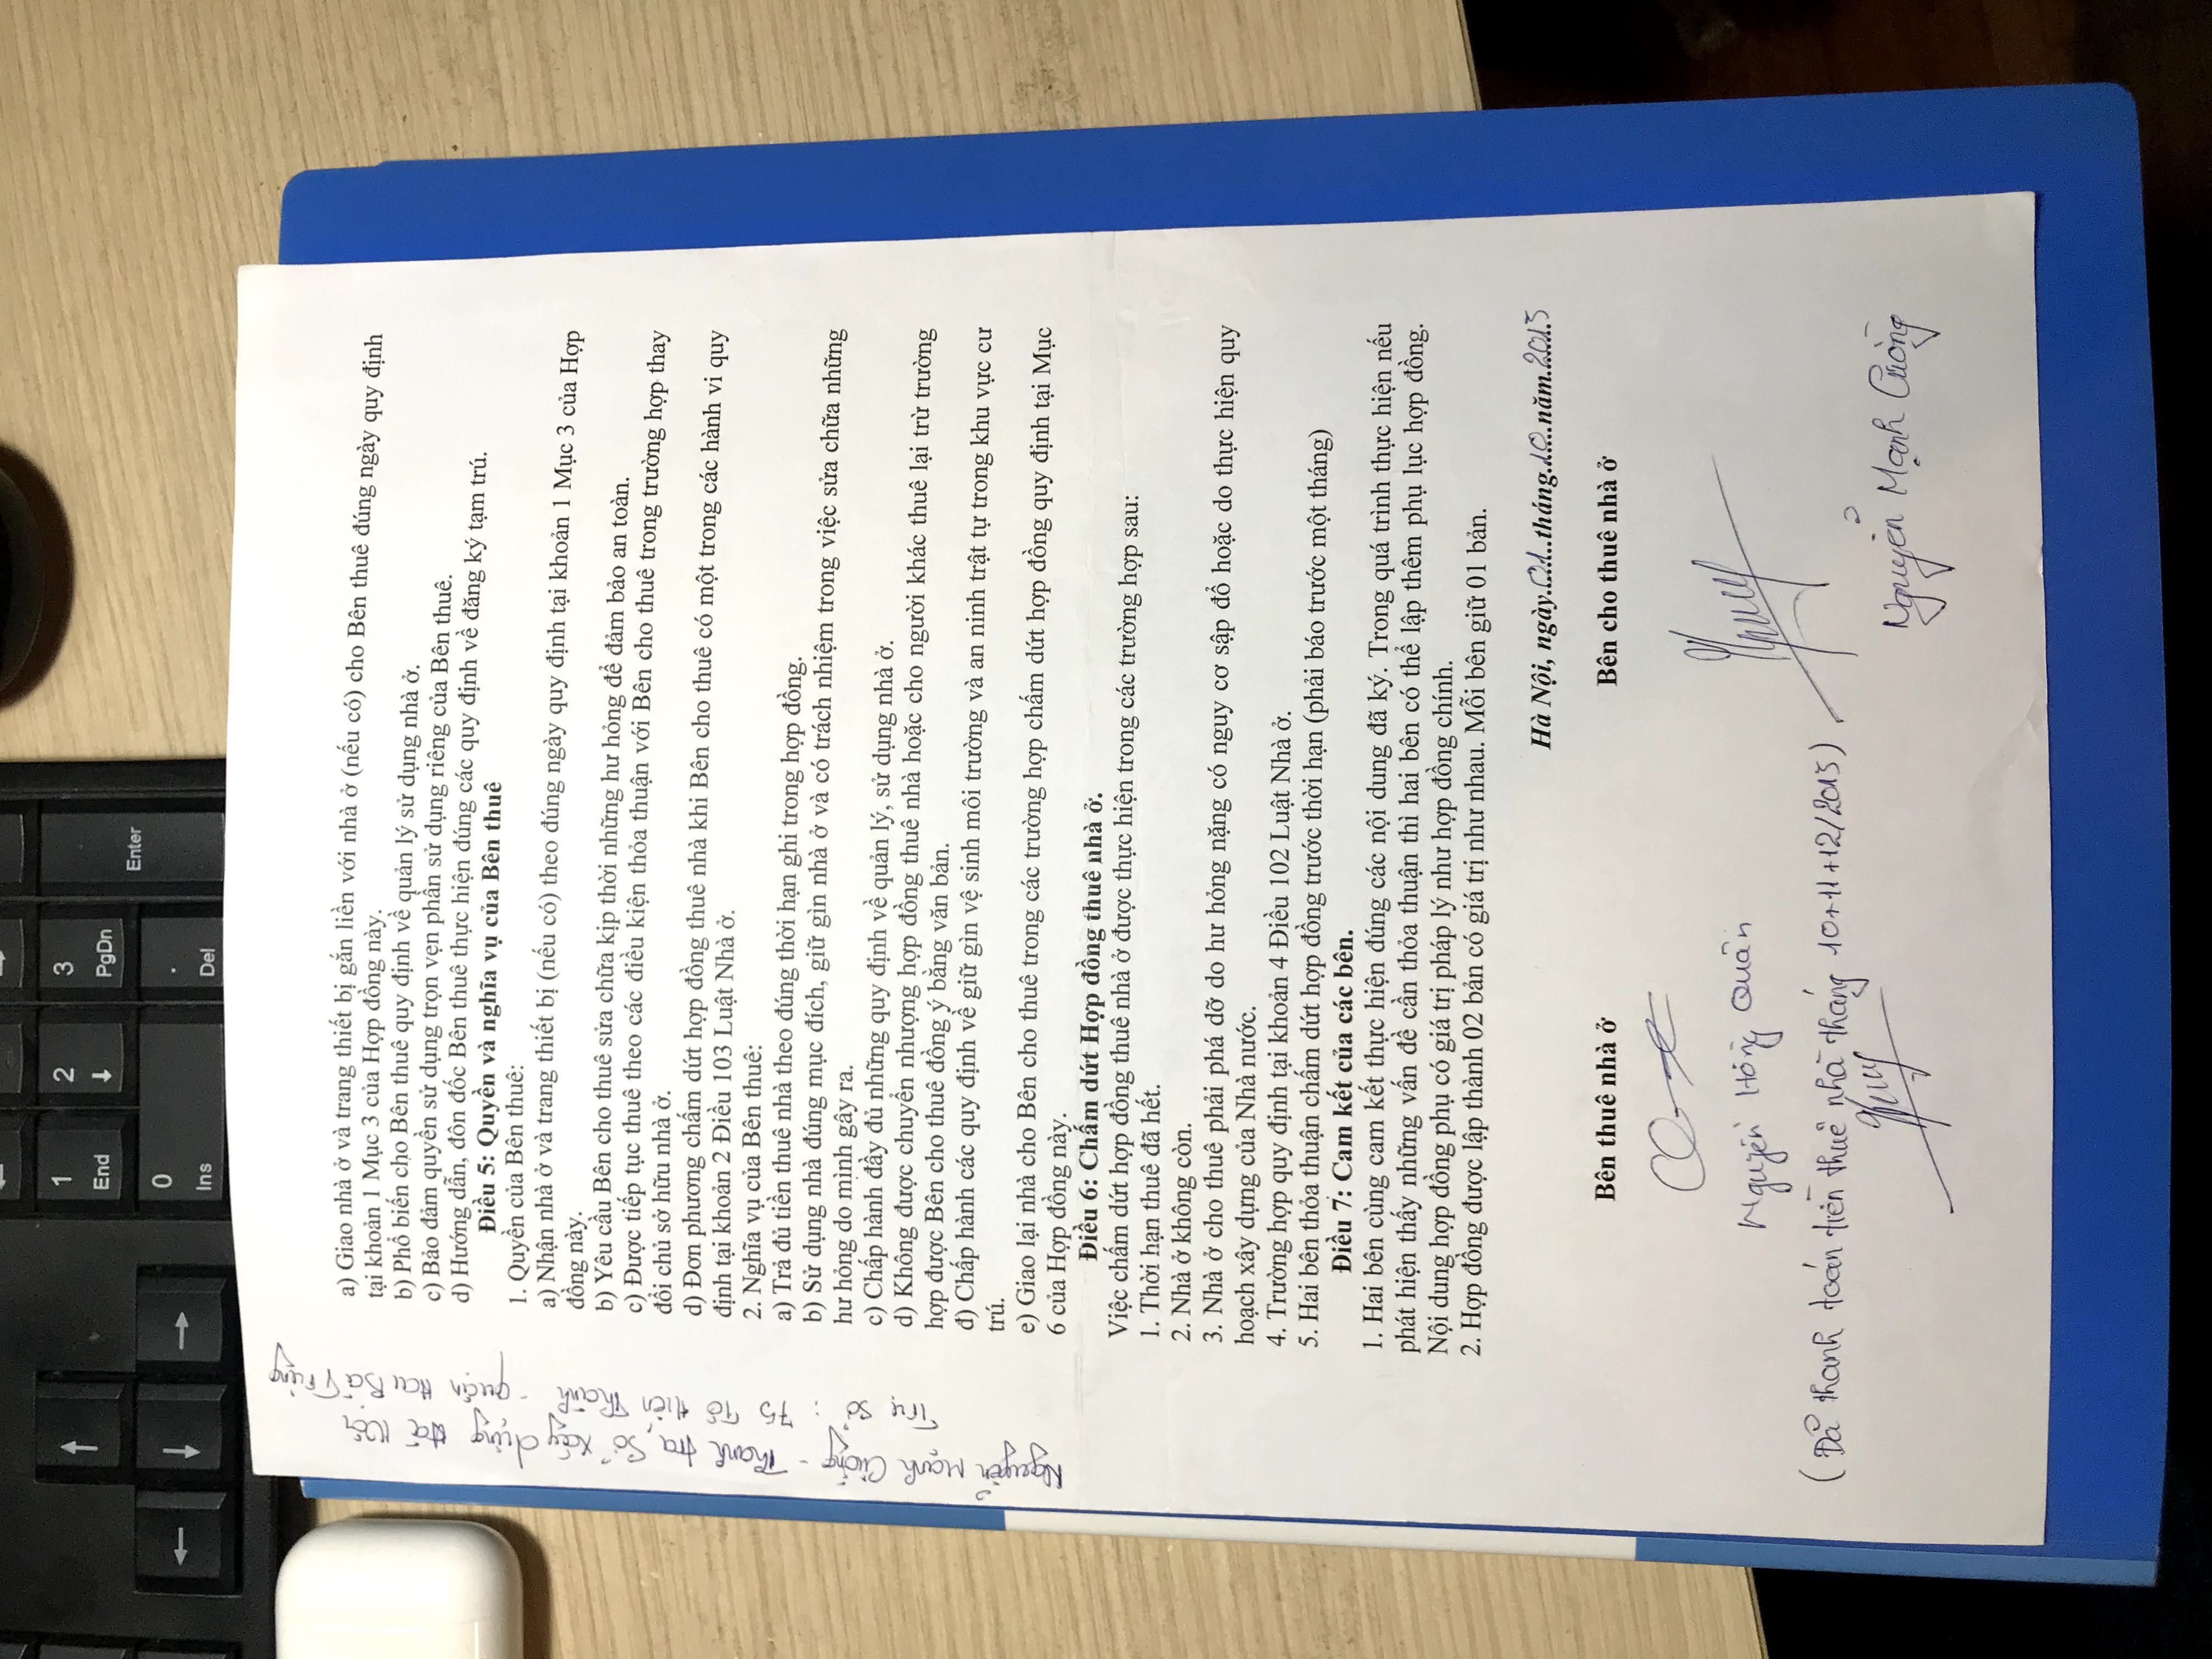 1
End
2
↓
3
PgDn
Enter
0
Ins
.
Del
↑
←
↓
→
Nguyễn Mạnh Cường - Thanh tra Sở xây dựng Hà Nội
Trụ sở : 75 Tô Hiến Thành - quận Hai Bà Trưng
a) Giao nhà ở và trang thiết bị gắn liền với nhà ở (nếu có) cho Bên thuê đúng ngày quy định
tại khoản 1 Mục 3 của Hợp đồng này.
b) Phổ biến cho Bên thuê quy định về quản lý sử dụng nhà ở.
c) Bảo đảm quyền sử dụng trọn vẹn phần sử dụng riêng của Bên thuê.
d) Hướng dẫn, đôn đốc Bên thuê thực hiện đúng các quy định về đăng ký tạm trú.
Điều 5: Quyền và nghĩa vụ của Bên thuê
1. Quyền của Bên thuê:
a) Nhận nhà ở và trang thiết bị (nếu có) theo đúng ngày quy định tại khoản 1 Mục 3 của Hợp
đồng này.
b) Yêu cầu Bên cho thuê sửa chữa kịp thời những hư hỏng để đảm bảo an toàn.
c) Được tiếp tục thuê theo các điều kiện thỏa thuận với Bên cho thuê trong trường hợp thay
đổi chủ sở hữu nhà ở.
d) Đơn phương chấm dứt hợp đồng thuê nhà khi Bên cho thuê có một trong các hành vi quy
định tại khoản 2 Điều 103 Luật Nhà ở.
2. Nghĩa vụ của Bên thuê:
a) Trả đủ tiền thuê nhà theo đúng thời hạn ghi trong hợp đồng.
b) Sử dụng nhà đúng mục đích, giữ gìn nhà ở và có trách nhiệm trong việc sửa chữa những
hư hỏng do mình gây ra.
c) Chấp hành đầy đủ những quy định về quản lý, sử dụng nhà ở.
d) Không được chuyển nhượng hợp đồng thuê nhà hoặc cho người khác thuê lại trừ trường
hợp được Bên cho thuê đồng ý bằng văn bản.
đ) Chấp hành các quy định về giữ gìn vệ sinh môi trường và an ninh trật tự trong khu vực cư
trú.
e) Giao lại nhà cho Bên cho thuê trong các trường hợp chấm dứt hợp đồng quy định tại Mục
6 của Hợp đồng này.
Điều 6: Chấm dứt Hợp đồng thuê nhà ở.
Việc chấm dứt hợp đồng thuê nhà ở được thực hiện trong các trường hợp sau:
1. Thời hạn thuê đã hết.
2. Nhà ở không còn.
3. Nhà ở cho thuê phải phá dỡ do hư hỏng nặng có nguy cơ sập đổ hoặc do thực hiện quy
hoạch xây dựng của Nhà nước.
4. Trường hợp quy định tại khoản 4 Điều 102 Luật Nhà ở.
5. Hai bên thỏa thuận chấm dứt hợp đồng trước thời hạn (phải báo trước một tháng)
Điều 7: Cam kết của các bên.
1. Hai bên cùng cam kết thực hiện đúng các nội dung đã ký. Trong quá trình thực hiện nếu
phát hiện thấy những vấn đề cần thỏa thuận thì hai bên có thể lập thêm phụ lục hợp đồng.
Nội dung hợp đồng phụ có giá trị pháp lý như hợp đồng chính.
2. Hợp đồng được lập thành 02 bản có giá trị như nhau. Mỗi bên giữ 01 bản.
Hà Nội, ngày 01 tháng 10 năm 2015
Bên thuê nhà ở
Bên cho thuê nhà ở
Nguyễn Hồng Quân
(Đã thanh toán tiền thuê nhà tháng 10+11+12/2015)
Nguyễn Mạnh Cường